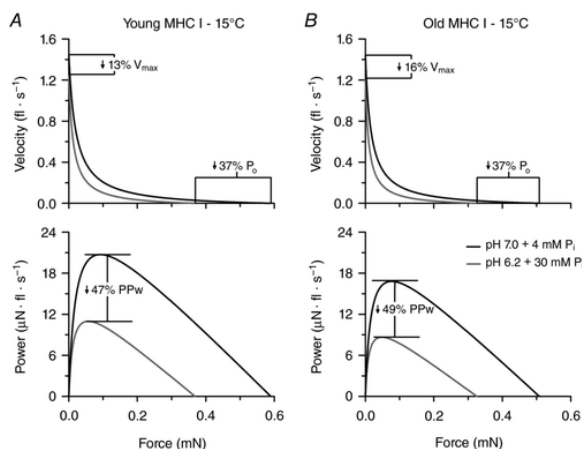 A Young MHC I - 15°C
1.6
1.2
0.8
0.4
0.0
Velocity (fl · s⁻¹)
↓ 13% Vmax
↓37% Po
24
18
12
6
0
Power (µN · fl · s⁻¹)
↓ 47% PPw
0.0 0.2 0.4 0.6
Force (mN)
B Old MHC I - 15°C
1.6
1.2
0.8
0.4
0.0
Velocity (fl · s⁻¹)
↓ 16% Vmax
↓37% Po
pH 7.0 + 4 mM Pi
pH 6.2 + 30 mM P
24
18
12
6
0
Power (µN · fl · s⁻¹)
↓ 49% PPw
0.0 0.2 0.4 0.6
Force (mN)